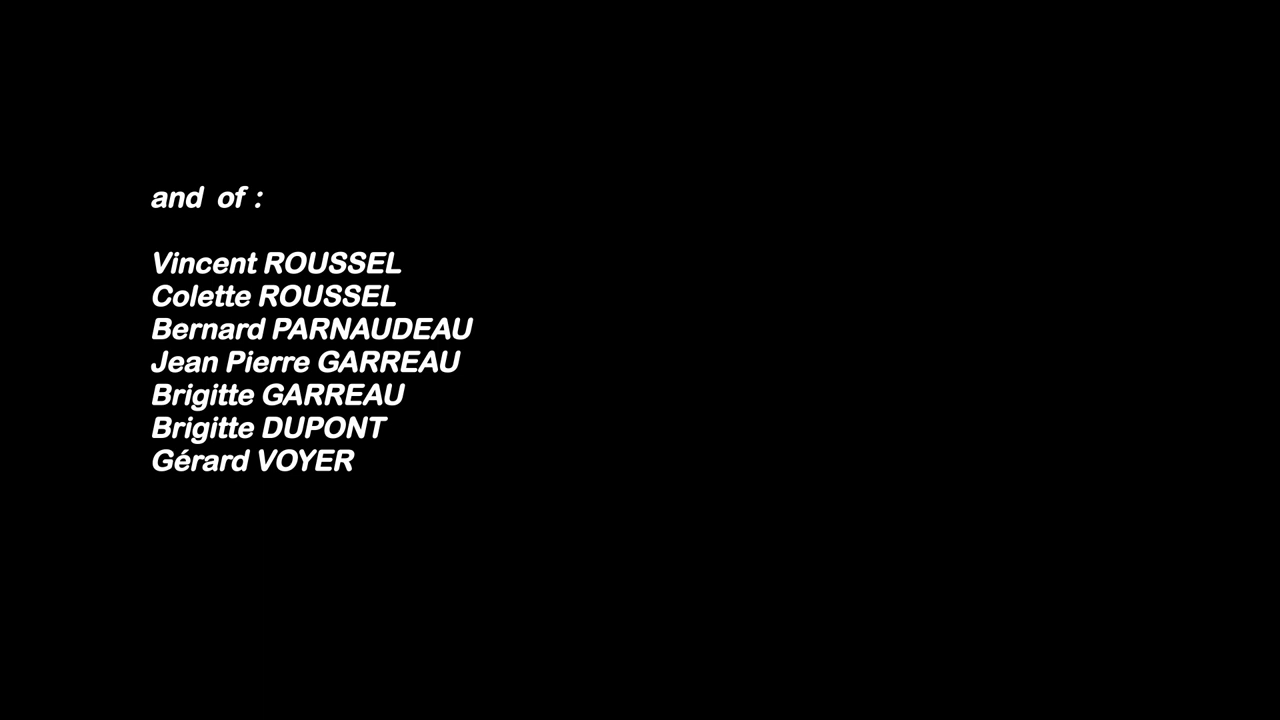 and of :
Vincent ROUSSEL
Colette ROUSSEL
Bernard PARNAUDEAU
Jean Pierre GARREAU
Brigitte GARREAU
Brigitte DUPONT
Gérard VOYER